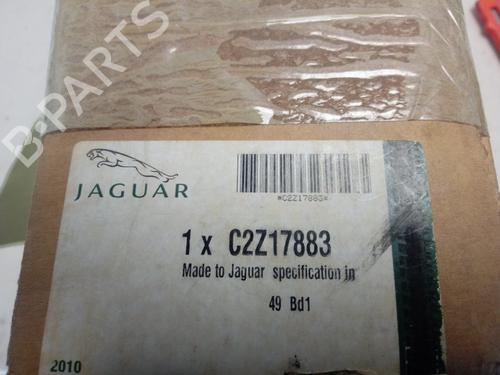 B-PARTS
JAGUAR
*C2Z17883*
1 x C2Z17883
Made to Jaguar specification in
49 Bd1
2010